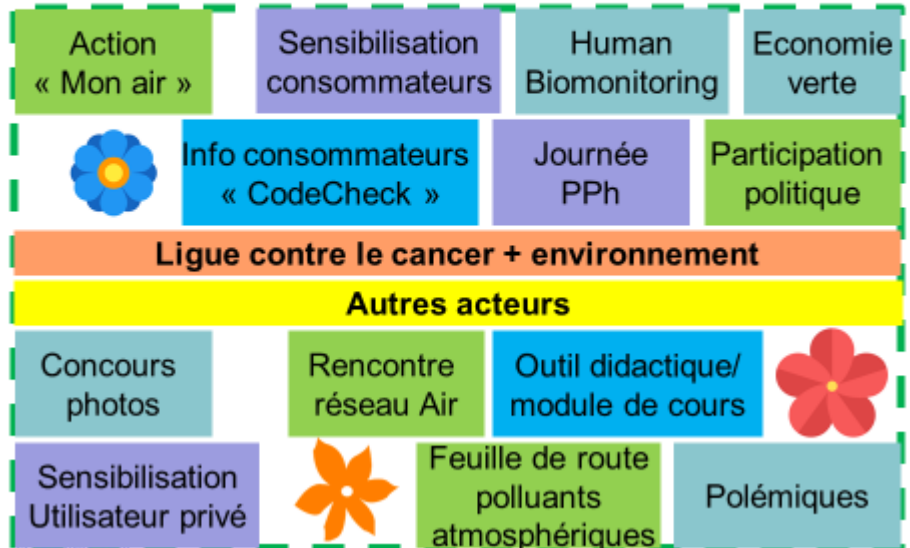 Action
« Mon air »
Sensibilisation
consommateurs
Human
Biomonitoring
Economie
verte
Info consommateurs
« CodeCheck »
Journée
PPh
Participation
politique
Ligue contre le cancer + environnement
Autres acteurs
Concours
photos
Rencontre
réseau Air
Outil didactique/
module de cours
Sensibilisation
Utilisateur privé
Feuille de route
polluants
atmosphériques
Polémiques